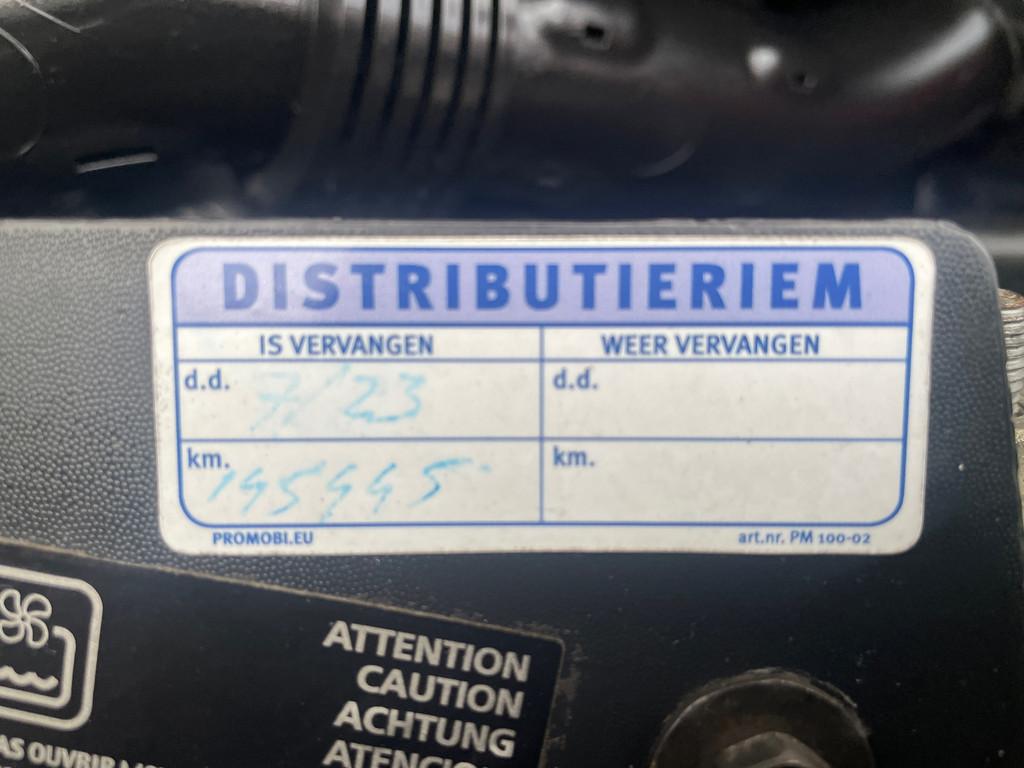 DISTRIBUTIERIEM
IS VERVANGEN WEER VERVANGEN
d.d. 7/23 d.d.
km. 145445 km.
PROMOBI.EU art.nr. PM 100-02
ATTENTION
CAUTION
ACHTUNG